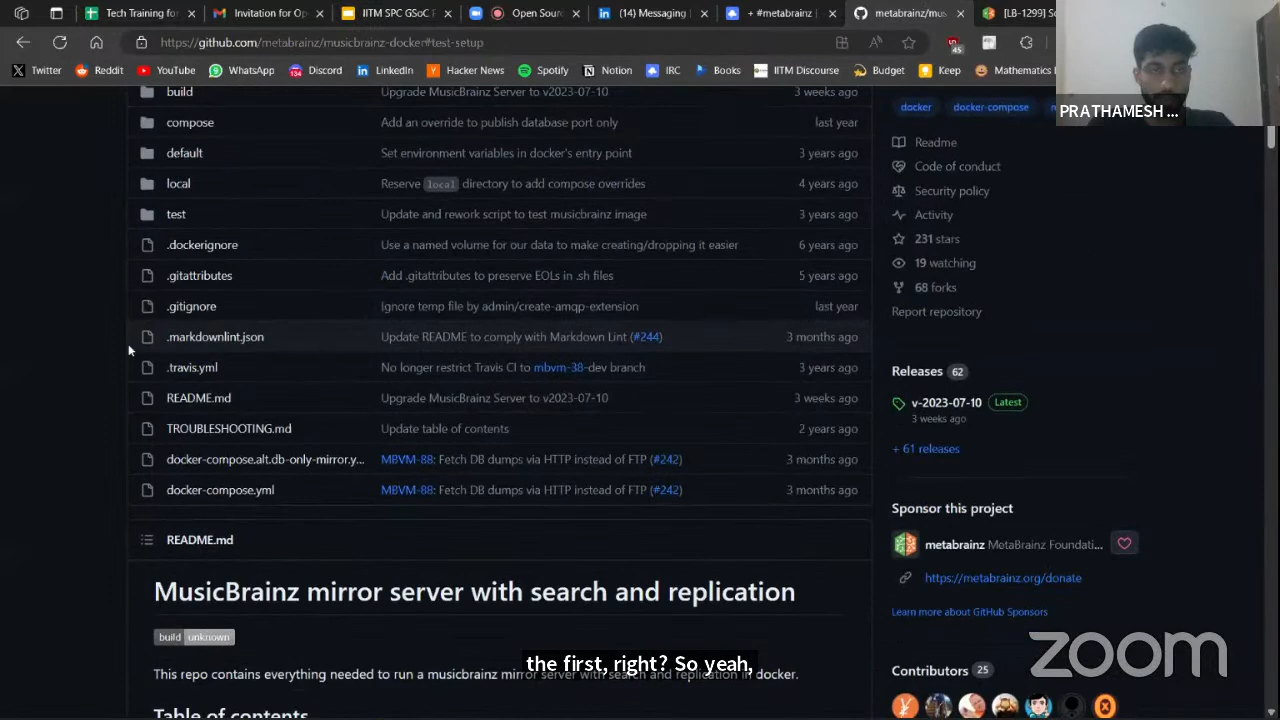 Tech Training for
Invitation for Op
IITM SPC GSoC P
Open Sourc
(14) Messaging
+ #metabrainz
metabrainz/mus
[LB-1299] Sc
https://github.com/metabrainz/musicbrainz-docker#test-setup
45
Twitter
Reddit
YouTube
WhatsApp
134
Discord
LinkedIn
Hacker News
Spotify
Notion
IRC
Books
IITM Discourse
Budget
Keep
Mathematics
PRATHAMESH ...
build Upgrade MusicBrainz Server to v2023-07-10 3 weeks ago
compose Add an override to publish database port only last year
default Set environment variables in docker's entry point 3 years ago
local Reserve local directory to add compose overrides 4 years ago
test Update and rework script to test musicbrainz image 3 years ago
.dockerignore Use a named volume for our data to make creating/dropping it easier 6 years ago
.gitattributes Add .gitattributes to preserve EOLs in .sh files 5 years ago
.gitignore Ignore temp file by admin/create-amqp-extension last year
.markdownlint.json Update README to comply with Markdown Lint (#244) 3 months ago
.travis.yml No longer restrict Travis CI to mbvm-38-dev branch 3 years ago
README.md Upgrade MusicBrainz Server to v2023-07-10 3 weeks ago
TROUBLESHOOTING.md Update table of contents 2 years ago
docker-compose.alt.db-only-mirror.y... MBVM-88: Fetch DB dumps via HTTP instead of FTP (#242) 3 months ago
docker-compose.yml MBVM-88: Fetch DB dumps via HTTP instead of FTP (#242) 3 months ago
README.md
MusicBrainz mirror server with search and replication
build unknown
This repo contains everything needed to run a musicbrainz mirror server with search and replication in docker.
Table of contents
docker docker-compose
Readme
Code of conduct
Security policy
Activity
231 stars
19 watching
68 forks
Report repository
Releases 62
v-2023-07-10 Latest
3 weeks ago
+ 61 releases
Sponsor this project
metabrainz MetaBrainz Foundati...
https://metabrainz.org/donate
Learn more about GitHub Sponsors
Contributors 25
the first, right? So yeah,
zoom